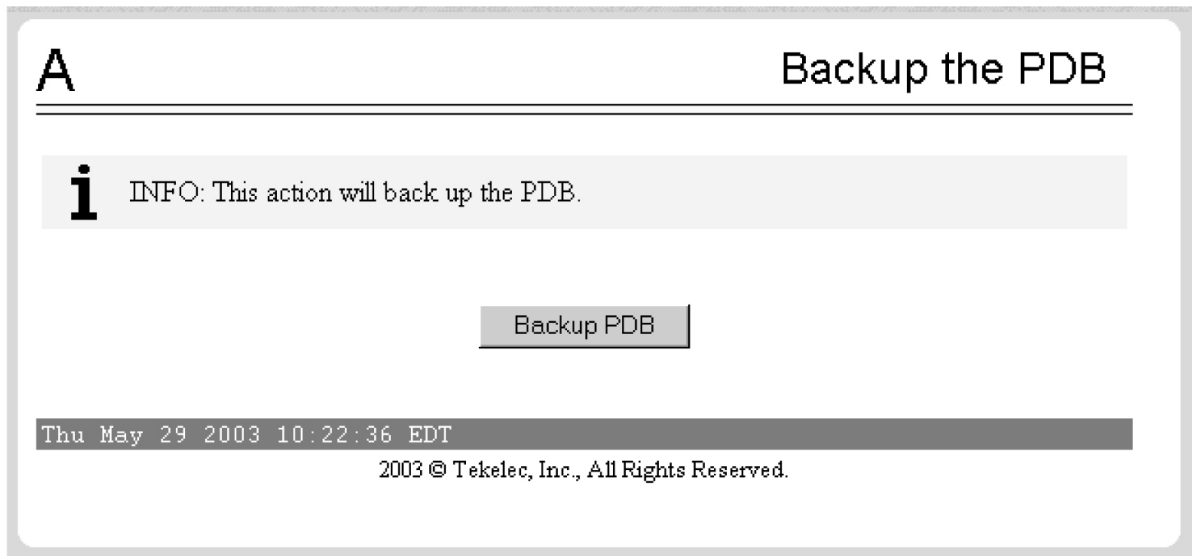 A
Backup the PDB
i
INFO: This action will back up the PDB.
Backup PDB
Thu May 29 2003 10:22:36 EDT
2003 © Tekelec, Inc., All Rights Reserved.